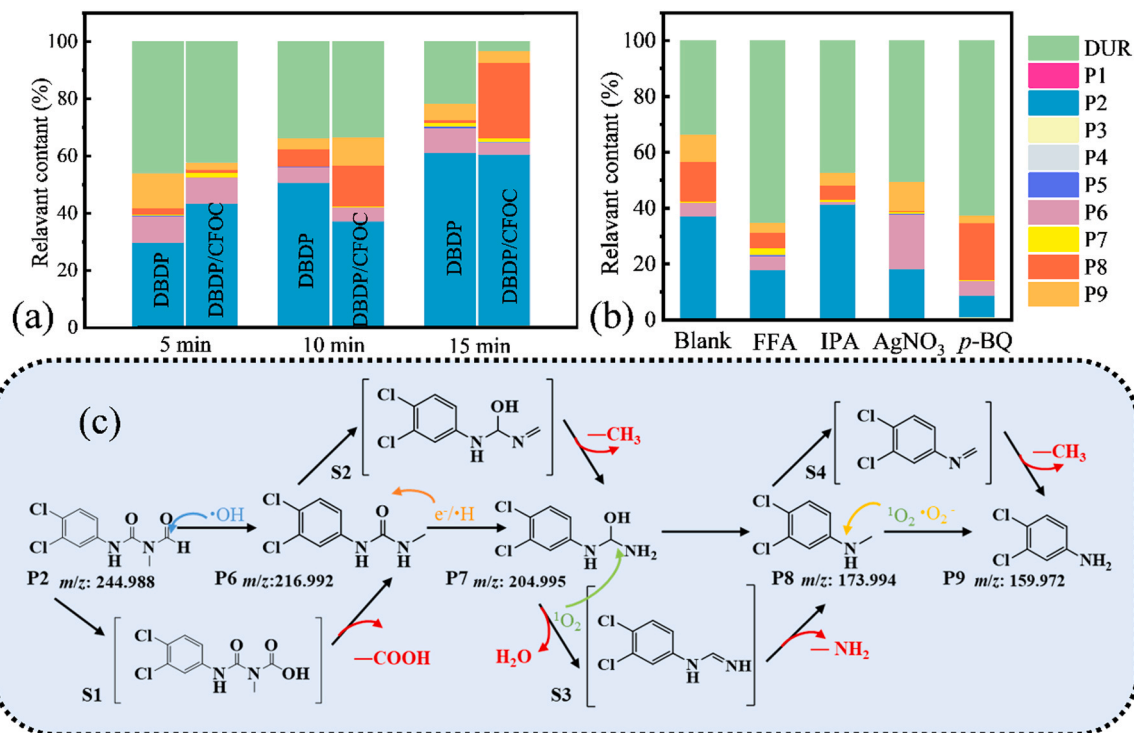 100
80
60
40
20
0
Relavant contant (%)
DBDP
DBDP/CFOC
DBDP
DBDP/CFOC
DBDP
DBDP/CFOC
5 min
10 min
15 min
(a)
100
80
60
40
20
0
Relavant contant (%)
Blank
FFA
IPA
AgNO₃
p-BQ
(b)
DUR
P1
P2
P3
P4
P5
P6
P7
P8
P9
(c)
Cl
Cl
OH
N
H
N
S2
—CH₃
Cl
Cl
N
S4
—CH₃
Cl
Cl
O
O
N
H
N
H
·OH
Cl
Cl
O
N
H
N
H
e⁻/·H
Cl
Cl
OH
N
H
NH₂
Cl
Cl
N
H
¹O₂ ·O₂⁻
Cl
Cl
NH₂
P2 m/z: 244.988
P6 m/z:216.992
P7 m/z: 204.995
P8 m/z: 173.994
P9 m/z: 159.972
¹O₂
S1
Cl
Cl
O
O
N
H
N
OH
—COOH
H₂O
S3
Cl
Cl
N
H
NH
— NH₂